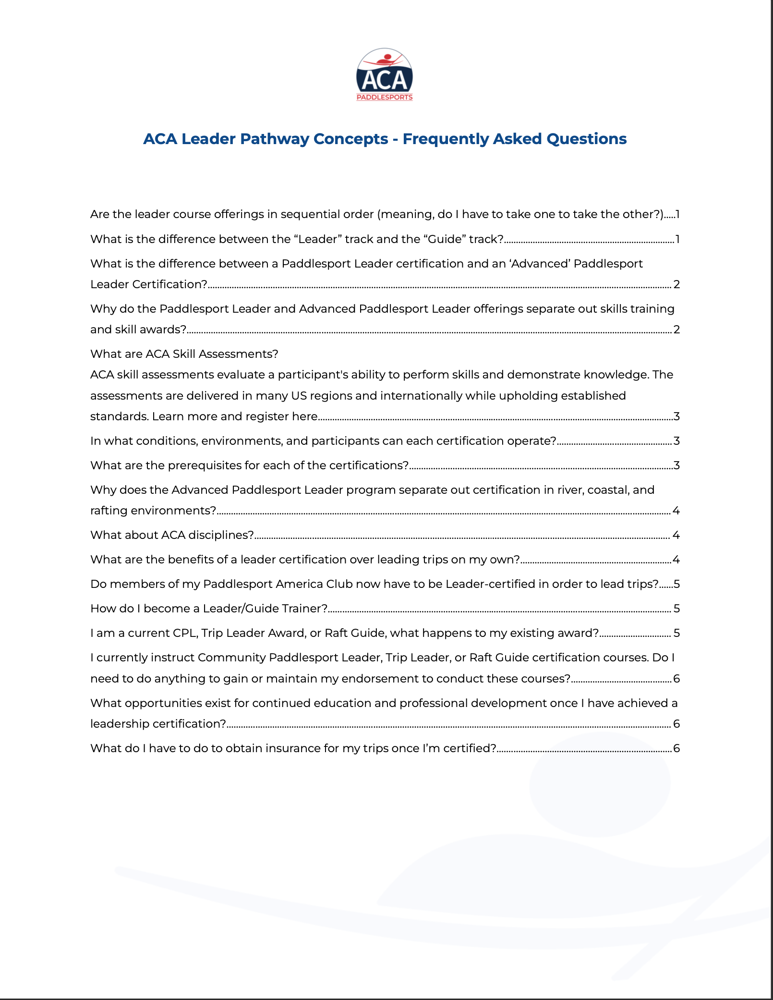 ACA
PADDLESPORTS
ACA Leader Pathway Concepts - Frequently Asked Questions
Are the leader course offerings in sequential order (meaning, do I have to take one to take the other?).....1
What is the difference between the “Leader” track and the “Guide” track?.......................................................................1
What is the difference between a Paddlesport Leader certification and an ‘Advanced’ Paddlesport
Leader Certification?.................................................................................................................................................................................................. 2
Why do the Paddlesport Leader and Advanced Paddlesport Leader offerings separate out skills training
and skill awards?........................................................................................................................................................................................................... 2
What are ACA Skill Assessments?
ACA skill assessments evaluate a participant's ability to perform skills and demonstrate knowledge. The
assessments are delivered in many US regions and internationally while upholding established
standards. Learn more and register here....................................................................................................................................................3
In what conditions, environments, and participants can each certification operate?................................................ 3
What are the prerequisites for each of the certifications?..............................................................................................................3
Why does the Advanced Paddlesport Leader program separate out certification in river, coastal, and
rafting environments?.............................................................................................................................................................................................. 4
What about ACA disciplines?.............................................................................................................................................................................. 4
What are the benefits of a leader certification over leading trips on my own?...............................................................4
Do members of my Paddlesport America Club now have to be Leader-certified in order to lead trips?......5
How do I become a Leader/Guide Trainer?................................................................................................................................................ 5
I am a current CPL, Trip Leader Award, or Raft Guide, what happens to my existing award?.............................. 5
I currently instruct Community Paddlesport Leader, Trip Leader, or Raft Guide certification courses. Do I
need to do anything to gain or maintain my endorsement to conduct these courses?.......................................... 6
What opportunities exist for continued education and professional development once I have achieved a
leadership certification?.......................................................................................................................................................................................... 6
What do I have to do to obtain insurance for my trips once I’m certified?.........................................................................6